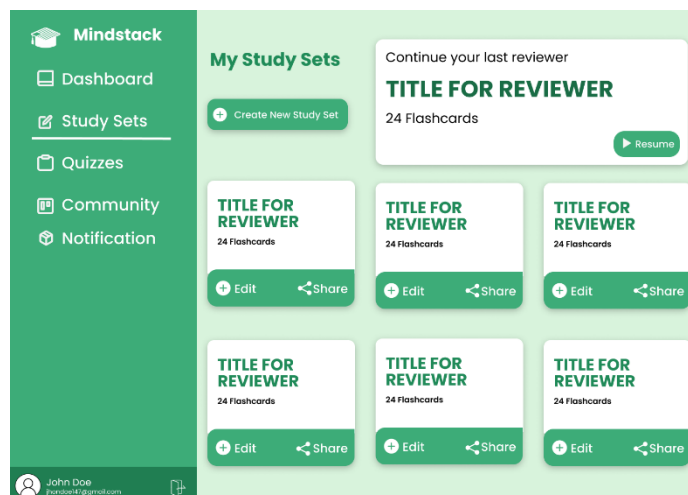 Mindstack
Dashboard
Study Sets
Quizzes
Community
Notification
John Doe
jhondoe147@gmail.com
My Study Sets
Create New Study Set
Continue your last reviewer
TITLE FOR REVIEWER
24 Flashcards
Resume
TITLE FOR
REVIEWER
24 Flashcards
Edit Share
TITLE FOR
REVIEWER
24 Flashcards
Edit Share
TITLE FOR
REVIEWER
24 Flashcards
Edit Share
TITLE FOR
REVIEWER
24 Flashcards
Edit Share
TITLE FOR
REVIEWER
24 Flashcards
Edit Share
TITLE FOR
REVIEWER
24 Flashcards
Edit Share